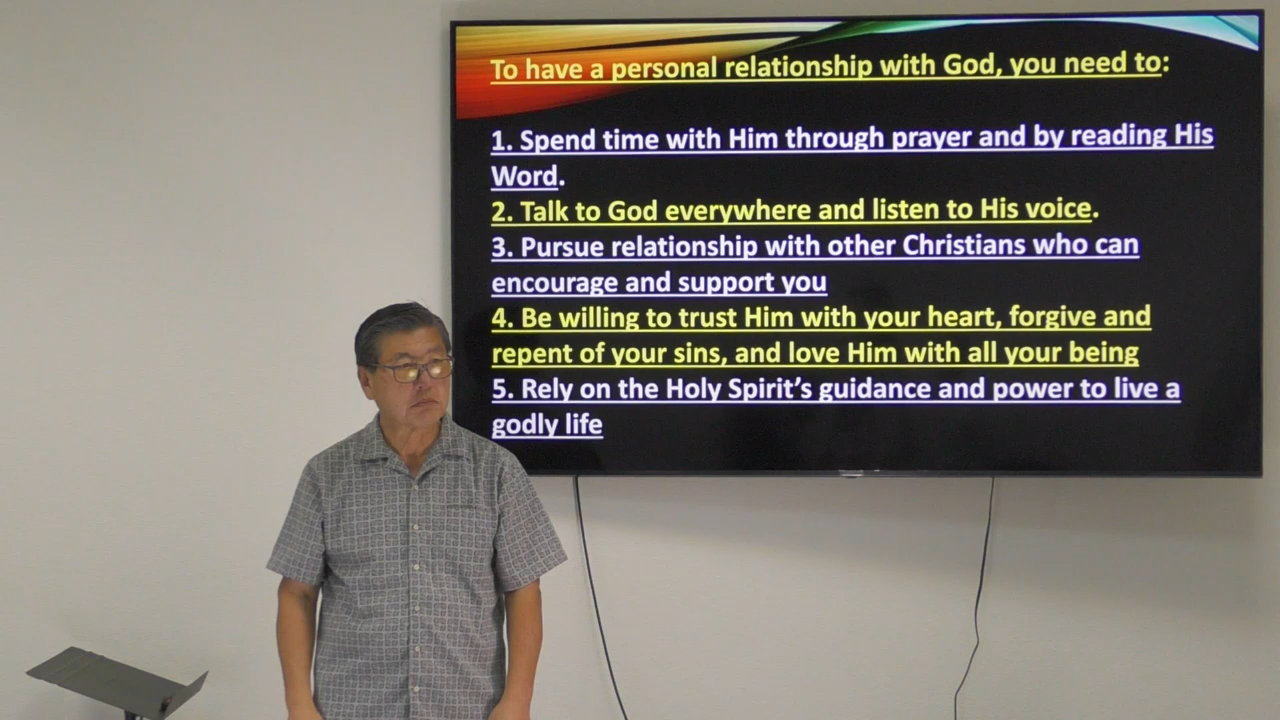 To have a personal relationship with God, you need to:
1. Spend time with Him through prayer and by reading His
Word.
2. Talk to God everywhere and listen to His voice.
3. Pursue relationship with other Christians who can
encourage and support you
4. Be willing to trust Him with your heart, forgive and
repent of your sins, and love Him with all your being
5. Rely on the Holy Spirit’s guidance and power to live a
godly life